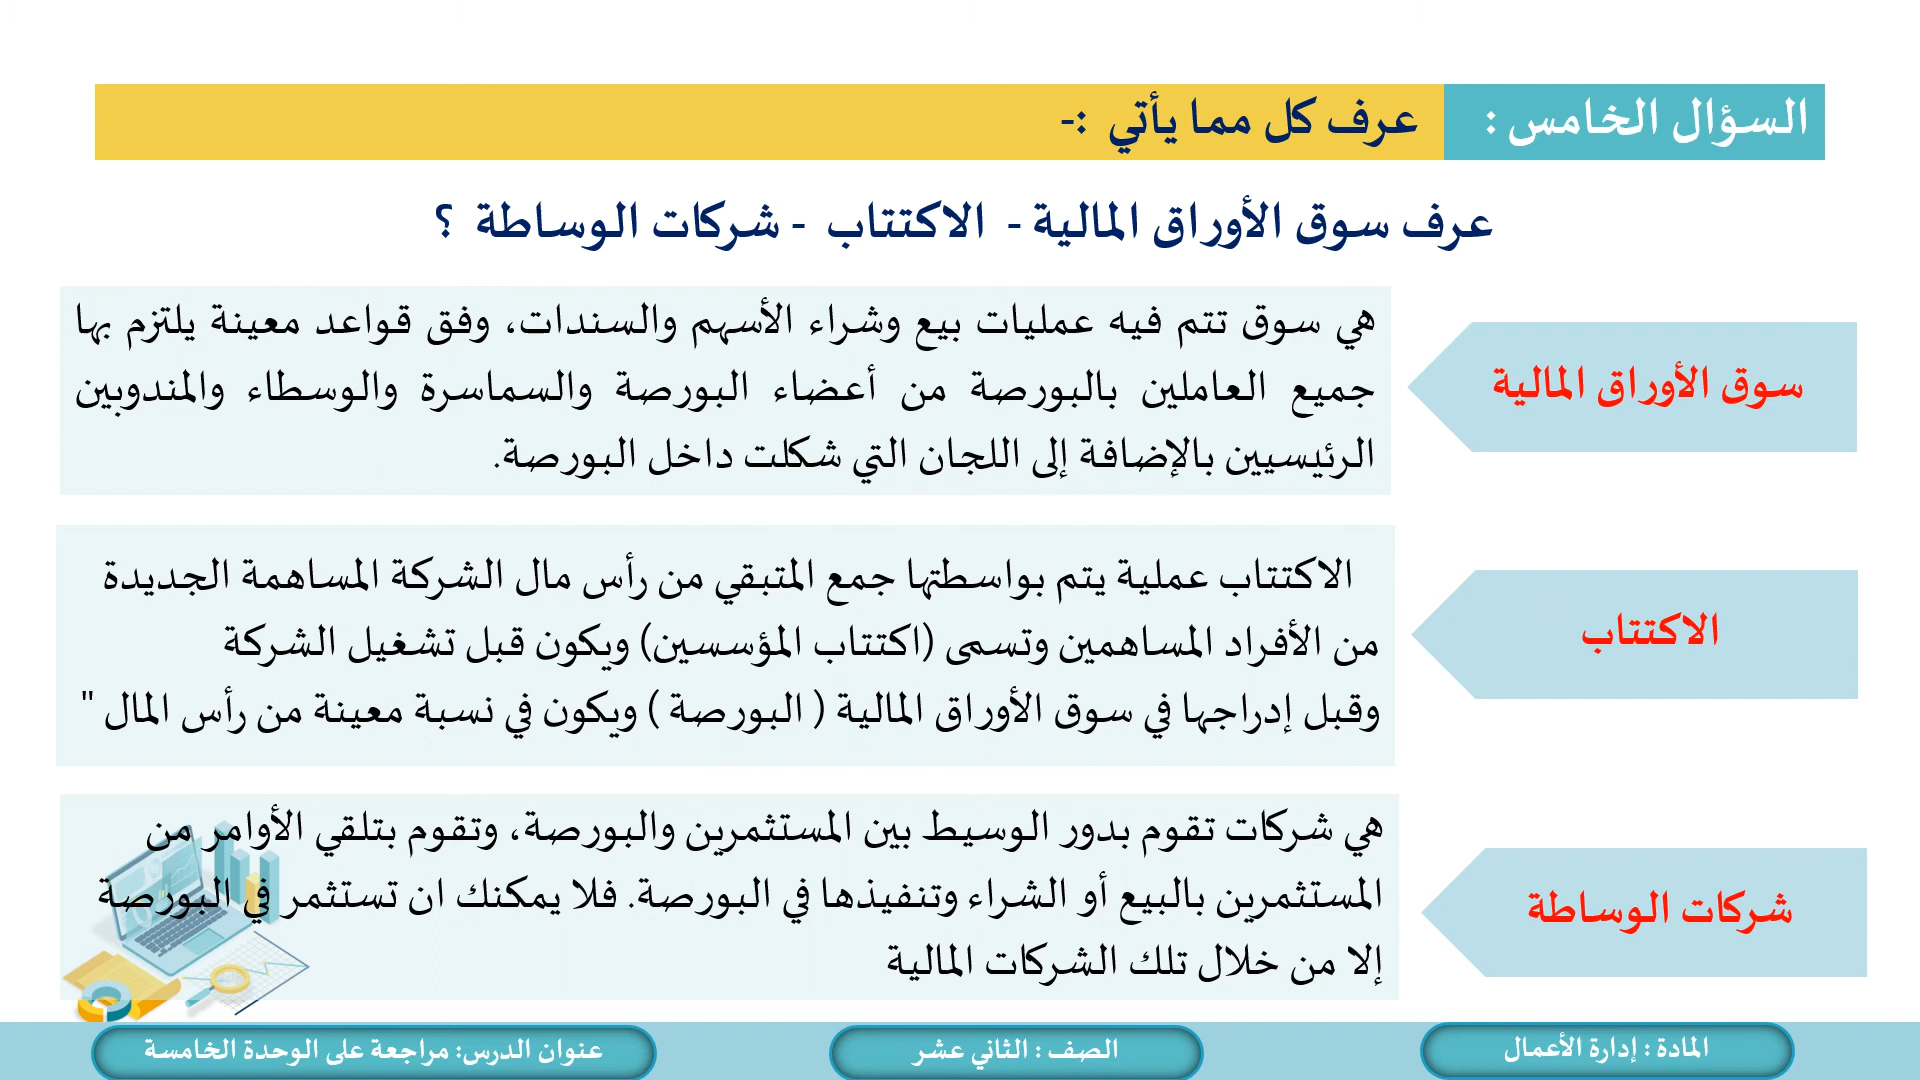 السؤال الخامس :
عرف كل مما يأتي :-
عرف سوق الأوراق المالية - الاكتتاب - شركات الوساطة ؟
سوق الأوراق المالية
هي سوق تتم فيه عمليات بيع وشراء الأسهم والسندات، وفق قواعد معينة يلتزم بها
جميع العاملين بالبورصة من أعضاء البورصة والسماسرة والوسطاء والمندوبين
الرئيسيين بالإضافة إلى اللجان التي شكلت داخل البورصة.
الاكتتاب
الاكتتاب عملية يتم بواسطتها جمع المتبقي من رأس مال الشركة المساهمة الجديدة
من الأفراد المساهمين وتسمى (اكتتاب المؤسسين) ويكون قبل تشغيل الشركة
وقبل إدراجها في سوق الأوراق المالية ( البورصة ) ويكون في نسبة معينة من رأس المال "
شركات الوساطة
هي شركات تقوم بدور الوسيط بين المستثمرين والبورصة، وتقوم بتلقي الأوامر من
المستثمرين بالبيع أو الشراء وتنفيذها في البورصة. فلا يمكنك ان تستثمر في البورصة
إلا من خلال تلك الشركات المالية
المادة : إدارة الأعمال
الصف : الثاني عشر
عنوان الدرس: مراجعة على الوحدة الخامسة